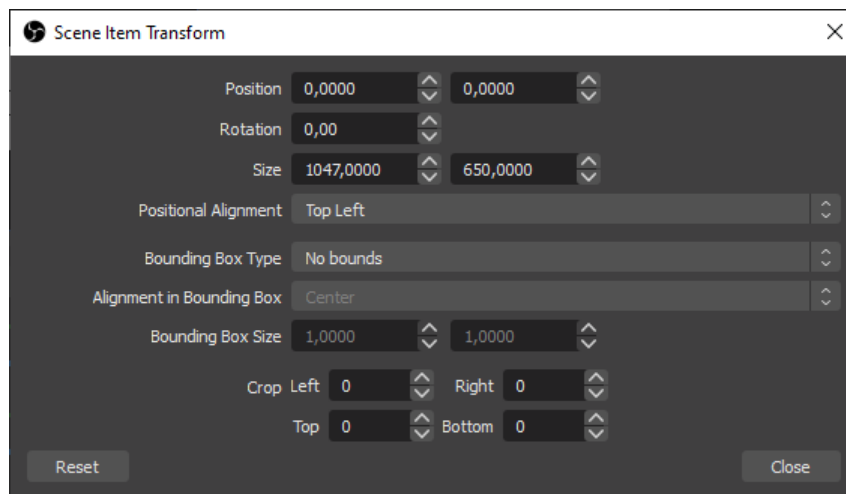 Scene Item Transform
Position 0,0000 0,0000
Rotation 0,00
Size 1047,0000 650,0000
Positional Alignment Top Left
Bounding Box Type No bounds
Alignment in Bounding Box Center
Bounding Box Size 1,0000 1,0000
Crop Left 0 Right 0
Top 0 Bottom 0
Reset Close